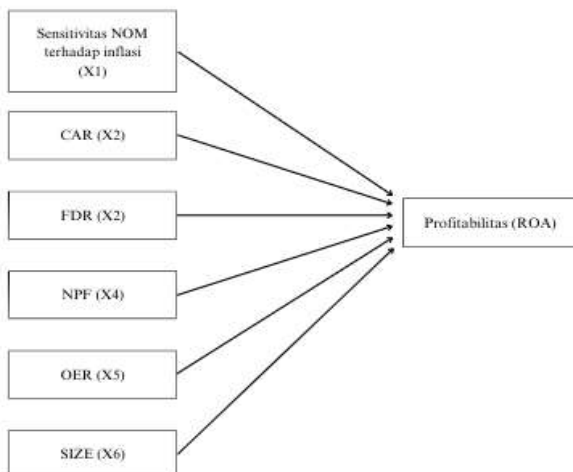 Sensitivitas NOM
terhadap inflasi
(X1)
CAR (X2)
FDR (X2)
Profitabilitas (ROA)
NPF (X4)
OER (X5)
SIZE (X6)